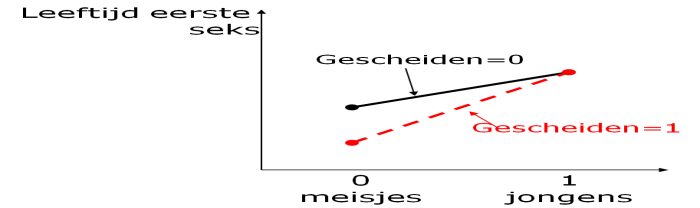 Leeftijd eerste
seks
Gescheiden=0
Gescheiden=1
0 1
meisjes jongens